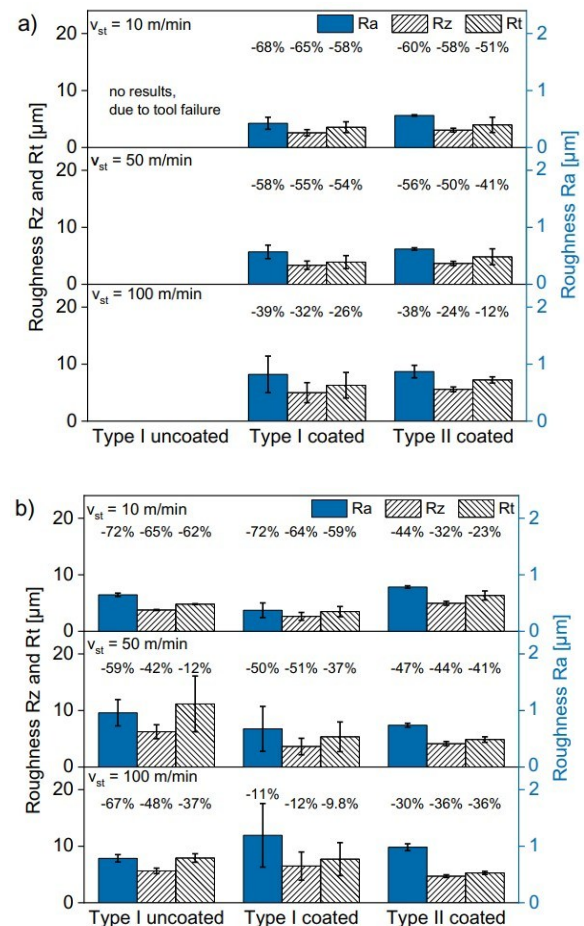 a)
v_st = 10 m/min
Ra Rz Rt
-68% -65% -58% -60% -58% -51%
no results,
due to tool failure
20
10
0
2
1
0
v_st = 50 m/min
-58% -55% -54% -56% -50% -41%
20
10
0
2
1
0
v_st = 100 m/min
-39% -32% -26% -38% -24% -12%
20
10
0
2
1
0
Roughness Rz and Rt [µm]
Roughness Ra [µm]
Type I uncoated Type I coated Type II coated
b)
v_st = 10 m/min
Ra Rz Rt
-72% -65% -62% -72% -64% -59% -44% -32% -23%
20
10
0
2
1
0
v_st = 50 m/min
-59% -42% -12% -50% -51% -37% -47% -44% -41%
20
10
0
2
1
0
v_st = 100 m/min
-67% -48% -37% -11% -12% -9.8% -30% -36% -36%
20
10
0
2
1
0
Roughness Rz and Rt [µm]
Roughness Ra [µm]
Type I uncoated Type I coated Type II coated